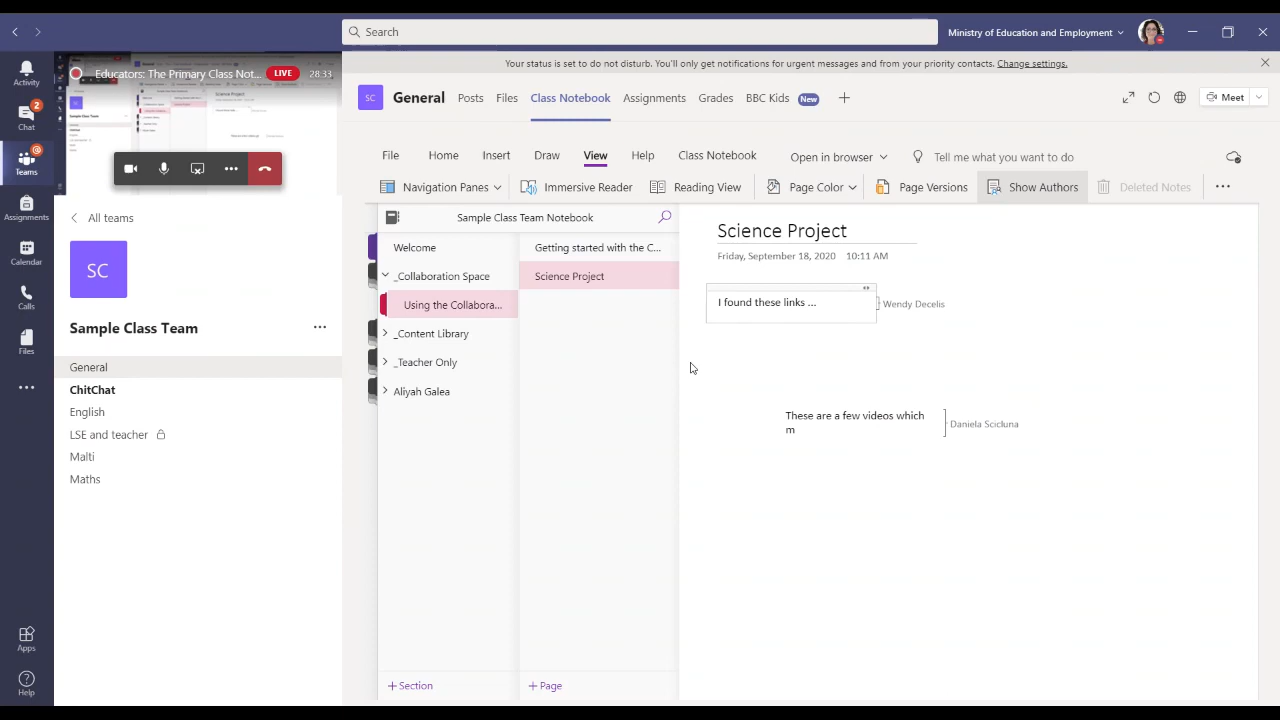 Search
Ministry of Education and Employment
Your status is set to do not disturb. You'll only get notifications for urgent messages and from your priority contacts. Change settings.
Activity
2
Chat
Teams
Assignments
Calendar
Calls
Files
Apps
Help
Educators: The Primary Class Not...
LIVE
28:33
All teams
SC
Sample Class Team
General
ChitChat
English
LSE and teacher
Malti
Maths
SC
General
Posts
Files
Class Notebook
Assignments
Grades
BBC Kids
New
Meet
File
Home
Insert
Draw
View
Help
Class Notebook
Open in browser
Tell me what you want to do
Navigation Panes
Immersive Reader
Reading View
Page Color
Page Versions
Show Authors
Deleted Notes
Sample Class Team Notebook
Welcome
_Collaboration Space
Using the Collabora...
_Content Library
_Teacher Only
Aliyah Galea
+ Section
Getting started with the C...
Science Project
+ Page
Science Project
Friday, September 18, 2020 10:11 AM
I found these links ...
Wendy Decelis
These are a few videos which
m
Daniela Scicluna